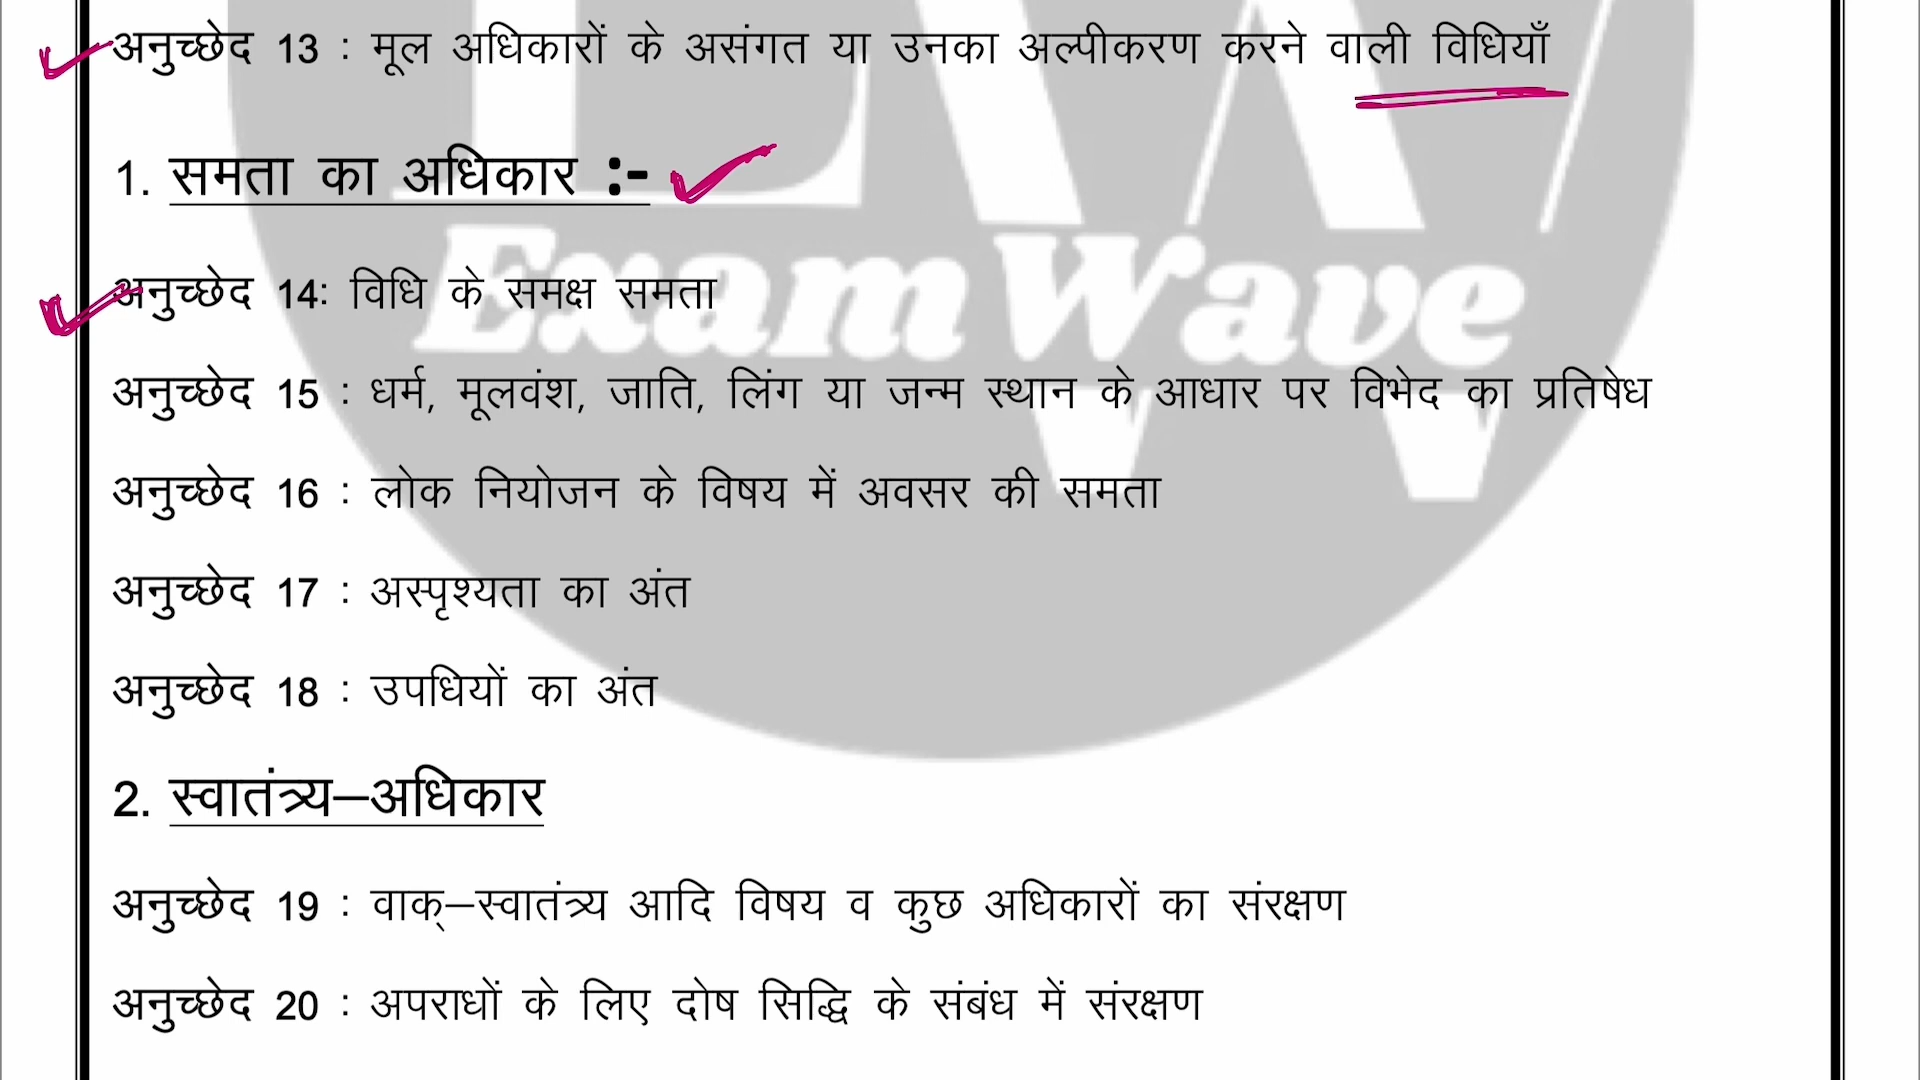 अनुच्छेद 13 : मूल अधिकारों के असंगत या उनका अल्पीकरण करने वाली विधियाँ
1. समता का अधिकार :-
अनुच्छेद 14: विधि के समक्ष समता
अनुच्छेद 15 : धर्म, मूलवंश, जाति, लिंग या जन्म स्थान के आधार पर विभेद का प्रतिषेध
अनुच्छेद 16 : लोक नियोजन के विषय में अवसर की समता
अनुच्छेद 17 : अस्पृश्यता का अंत
अनुच्छेद 18 : उपधियों का अंत
2. स्वातंत्र्य–अधिकार
अनुच्छेद 19 : वाक्–स्वातंत्र्य आदि विषय व कुछ अधिकारों का संरक्षण
अनुच्छेद 20 : अपराधों के लिए दोष सिद्धि के संबंध में संरक्षण
EW
ExamWave